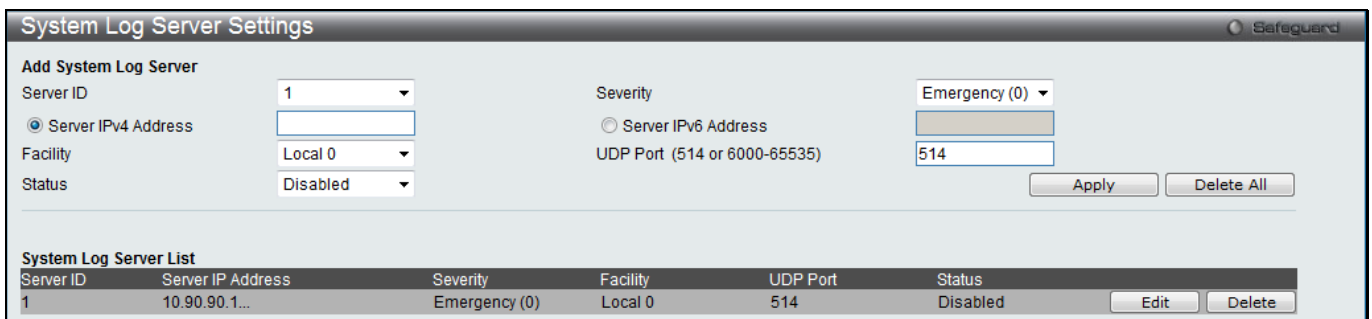 System Log Server Settings
Safeguard
Add System Log Server
Server ID 1 Severity Emergency (0)
Server IPv4 Address Server IPv6 Address
Facility Local 0 UDP Port (514 or 6000-65535) 514
Status Disabled Apply Delete All
System Log Server List
Server ID Server IP Address Severity Facility UDP Port Status
1 10.90.90.1... Emergency (0) Local 0 514 Disabled Edit Delete